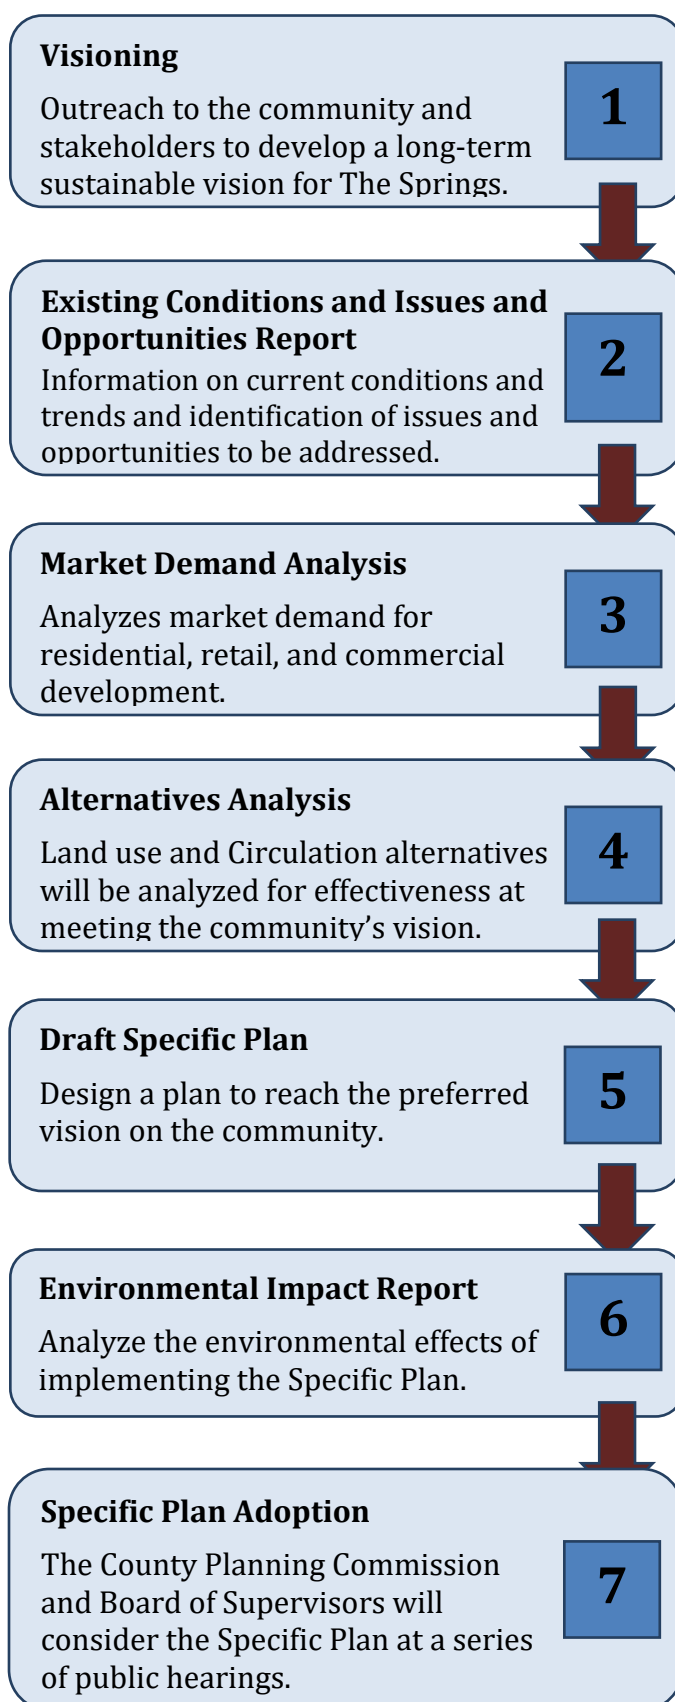 Visioning
Outreach to the community and
stakeholders to develop a long-term
sustainable vision for The Springs.
1
Existing Conditions and Issues and
Opportunities Report
Information on current conditions and
trends and identification of issues and
opportunities to be addressed.
2
Market Demand Analysis
Analyzes market demand for
residential, retail, and commercial
development.
3
Alternatives Analysis
Land use and Circulation alternatives
will be analyzed for effectiveness at
meeting the community’s vision.
4
Draft Specific Plan
Design a plan to reach the preferred
vision on the community.
5
Environmental Impact Report
Analyze the environmental effects of
implementing the Specific Plan.
6
Specific Plan Adoption
The County Planning Commission
and Board of Supervisors will
consider the Specific Plan at a series
of public hearings.
7